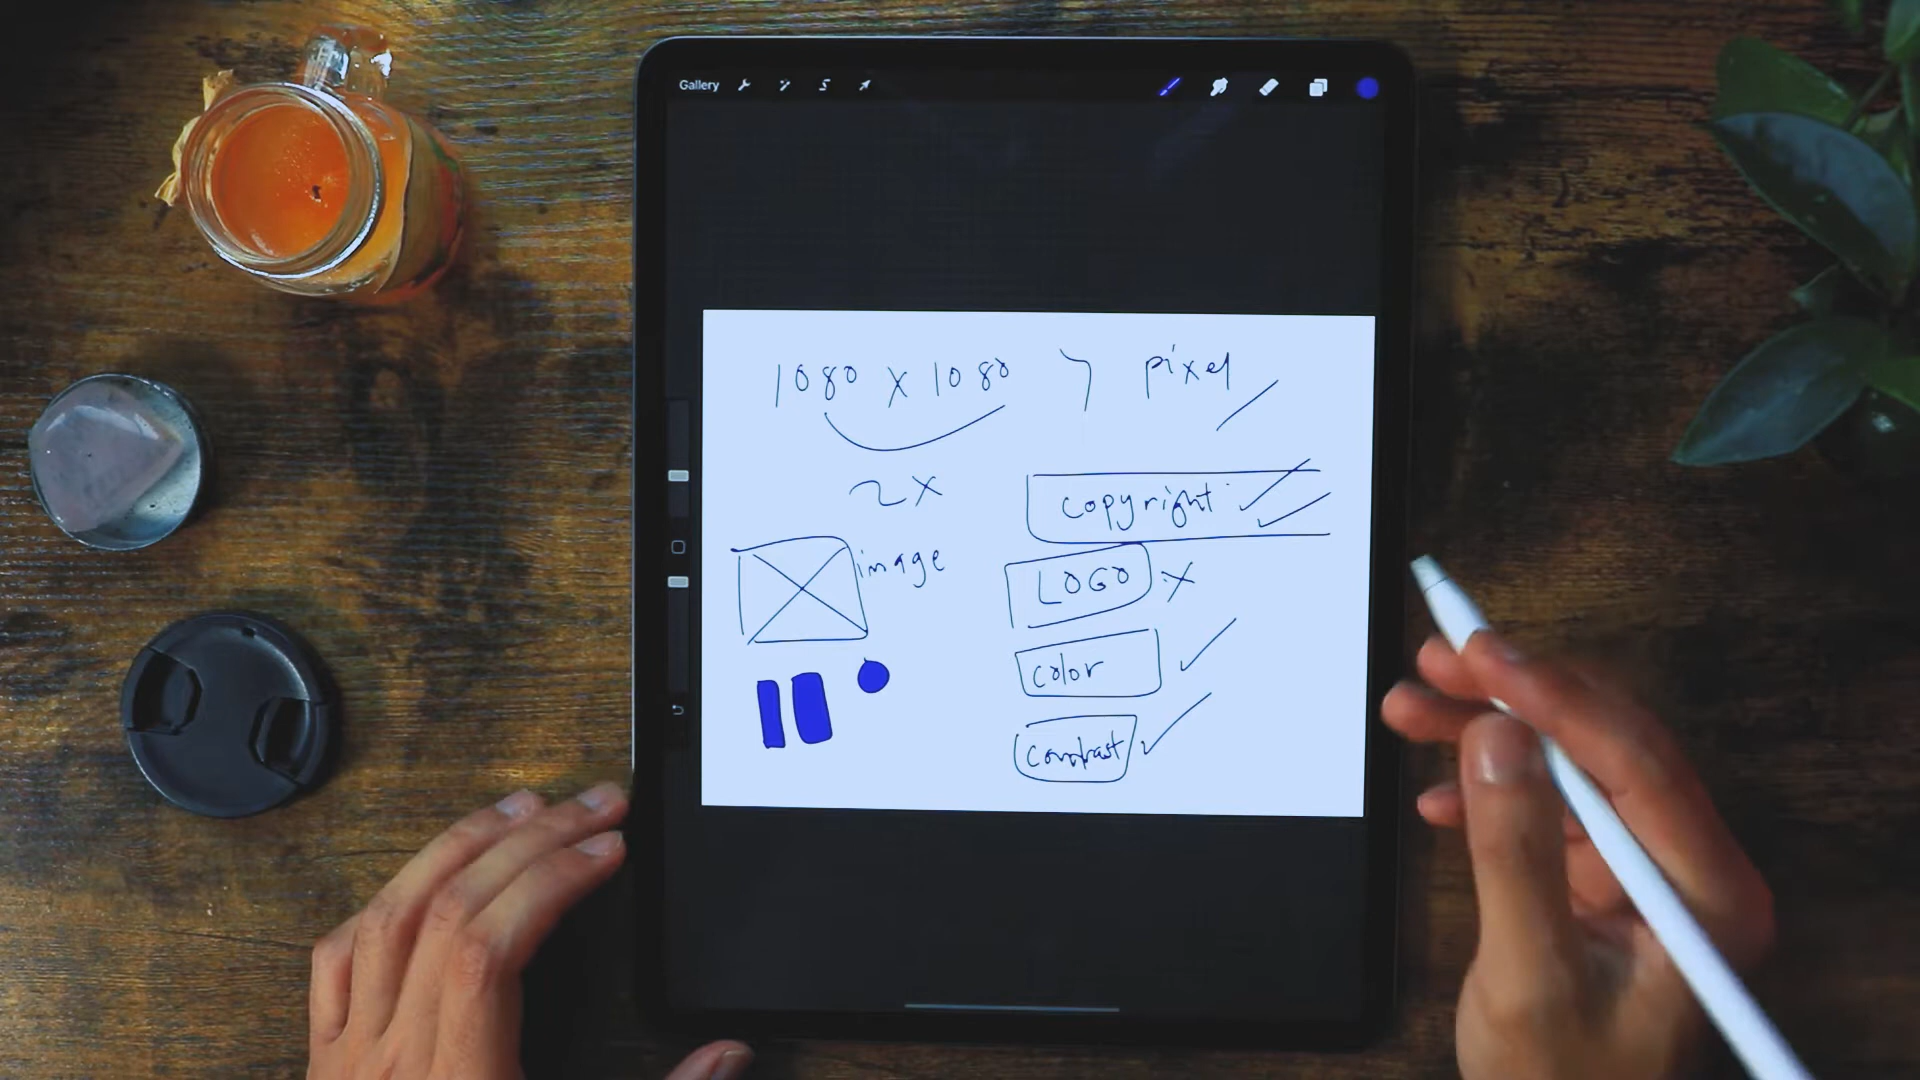 Gallery
1080 x 1080 pixel
2x
copyright
image
LOGO x
color
contrast